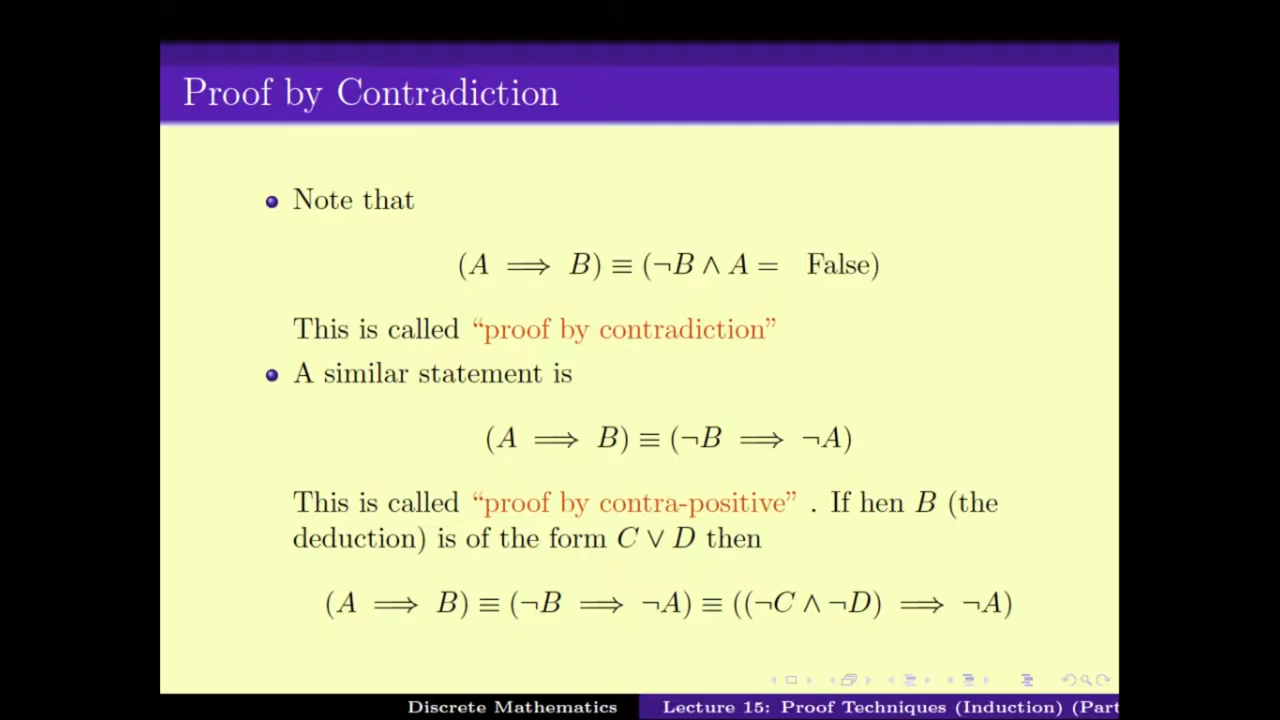 Proof by Contradiction
Note that
(A ⟹ B) ≡ (¬B ∧ A = False)
This is called “proof by contradiction”
A similar statement is
(A ⟹ B) ≡ (¬B ⟹ ¬A)
This is called “proof by contra-positive” . If hen B (the
deduction) is of the form C ∨ D then
(A ⟹ B) ≡ (¬B ⟹ ¬A) ≡ ((¬C ∧ ¬D) ⟹ ¬A)
Discrete Mathematics
Lecture 15: Proof Techniques (Induction) (Part